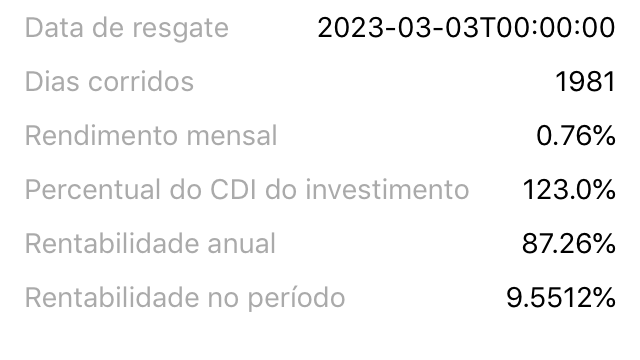 Data de resgate 2023-03-03T00:00:00
Dias corridos 1981
Rendimento mensal 0.76%
Percentual do CDI do investimento 123.0%
Rentabilidade anual 87.26%
Rentabilidade no período 9.5512%